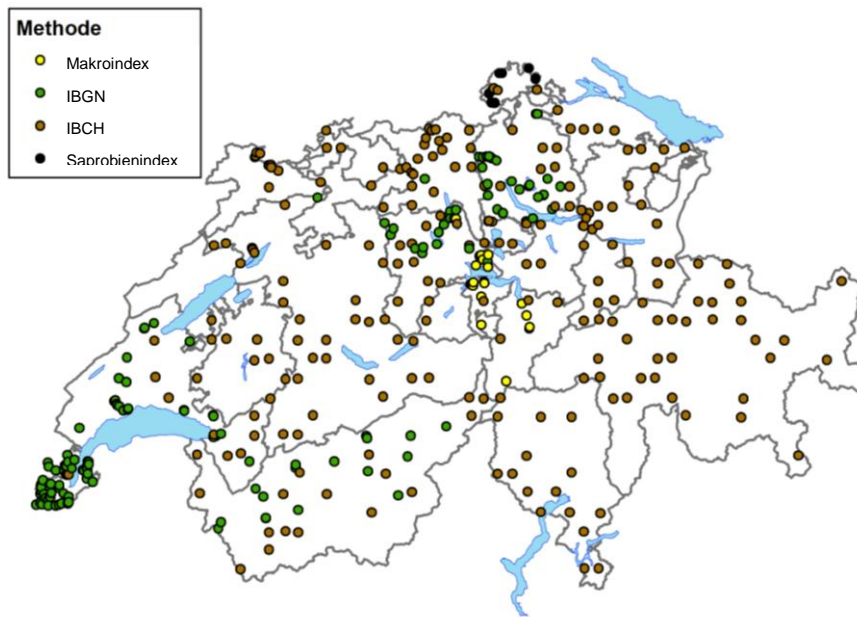 Methode
Makroindex
IBGN
IBCH
Saprobienindex